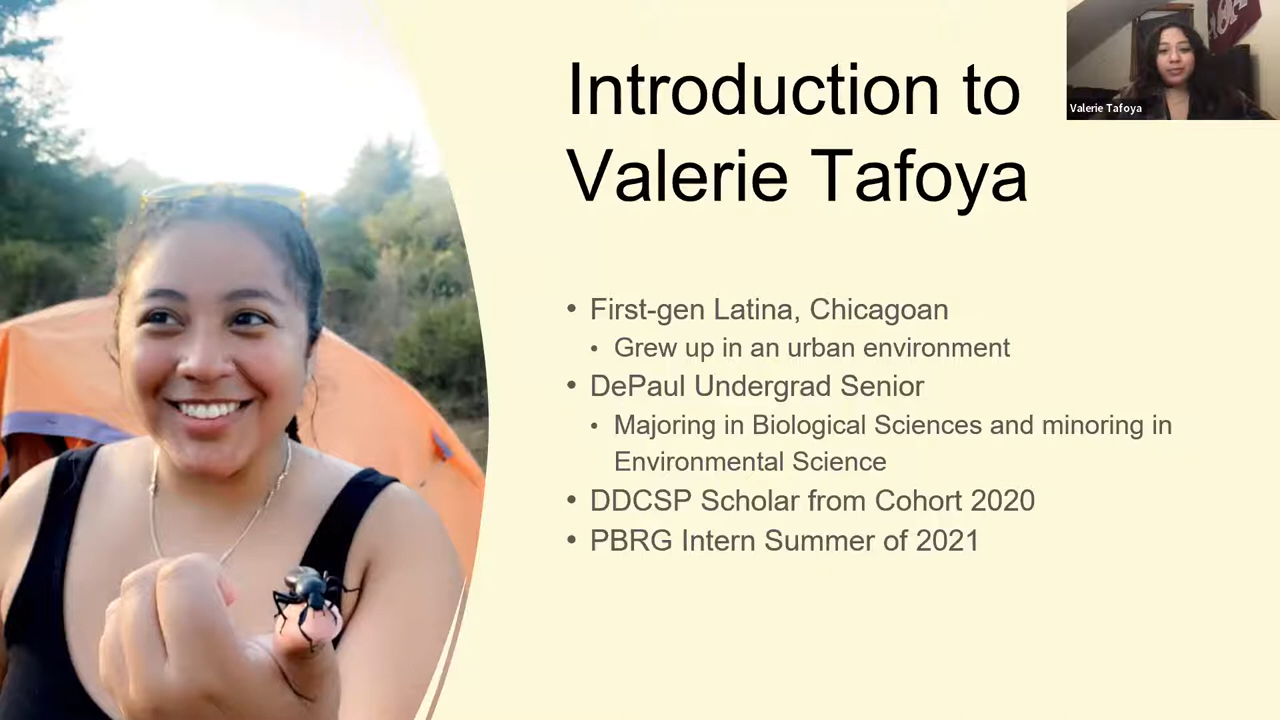 Introduction to
Valerie Tafoya
Valerie Tafoya
• First-gen Latina, Chicagoan
• Grew up in an urban environment
• DePaul Undergrad Senior
• Majoring in Biological Sciences and minoring in
Environmental Science
• DDCSP Scholar from Cohort 2020
• PBRG Intern Summer of 2021